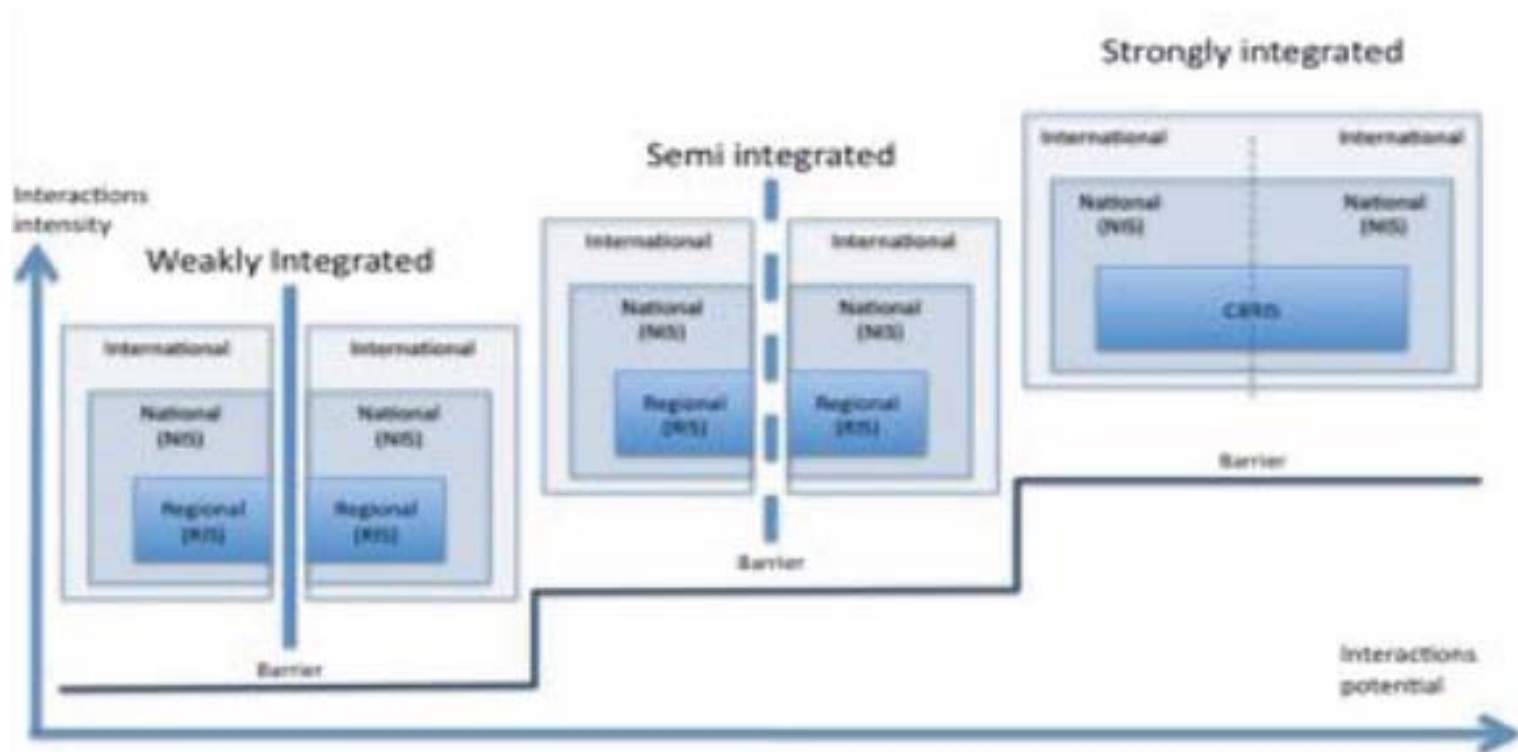 Strongly integrated
International
International
National
(NIS)
National
(NIS)
CBRIS
Barrier
Semi integrated
International
International
National
(NIS)
National
(NIS)
Regional
(RIS)
Regional
(RIS)
Barrier
Interactions
intensity
Weakly Integrated
International
International
National
(NIS)
National
(NIS)
Regional
(RIS)
Regional
(RIS)
Barrier
Interactions
potential